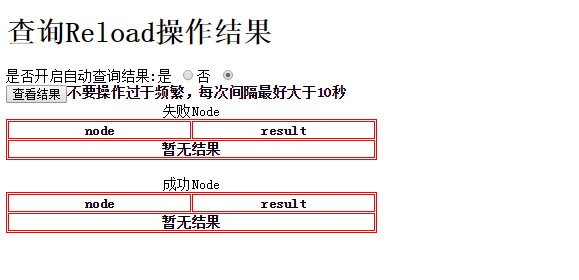 查询Reload操作结果
是否开启自动查询结果:是 否
查看结果 不要操作过于频繁，每次间隔最好大于10秒
失败Node
node result
暂无结果
成功Node
node result
暂无结果